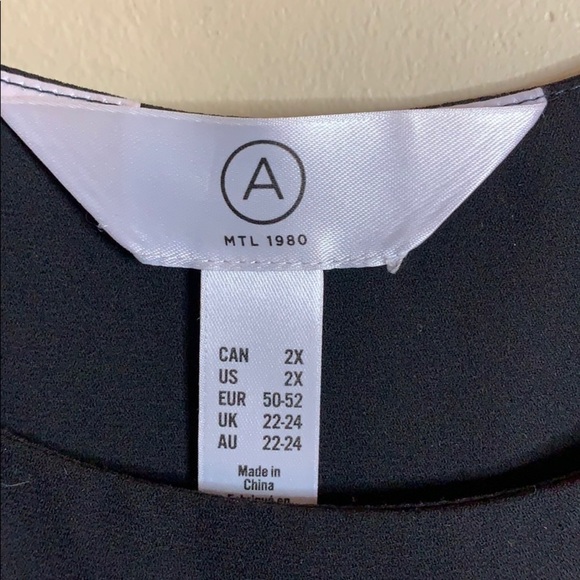 A
MTL 1980
CAN 2X
US 2X
EUR 50-52
UK 22-24
AU 22-24
Made in
China